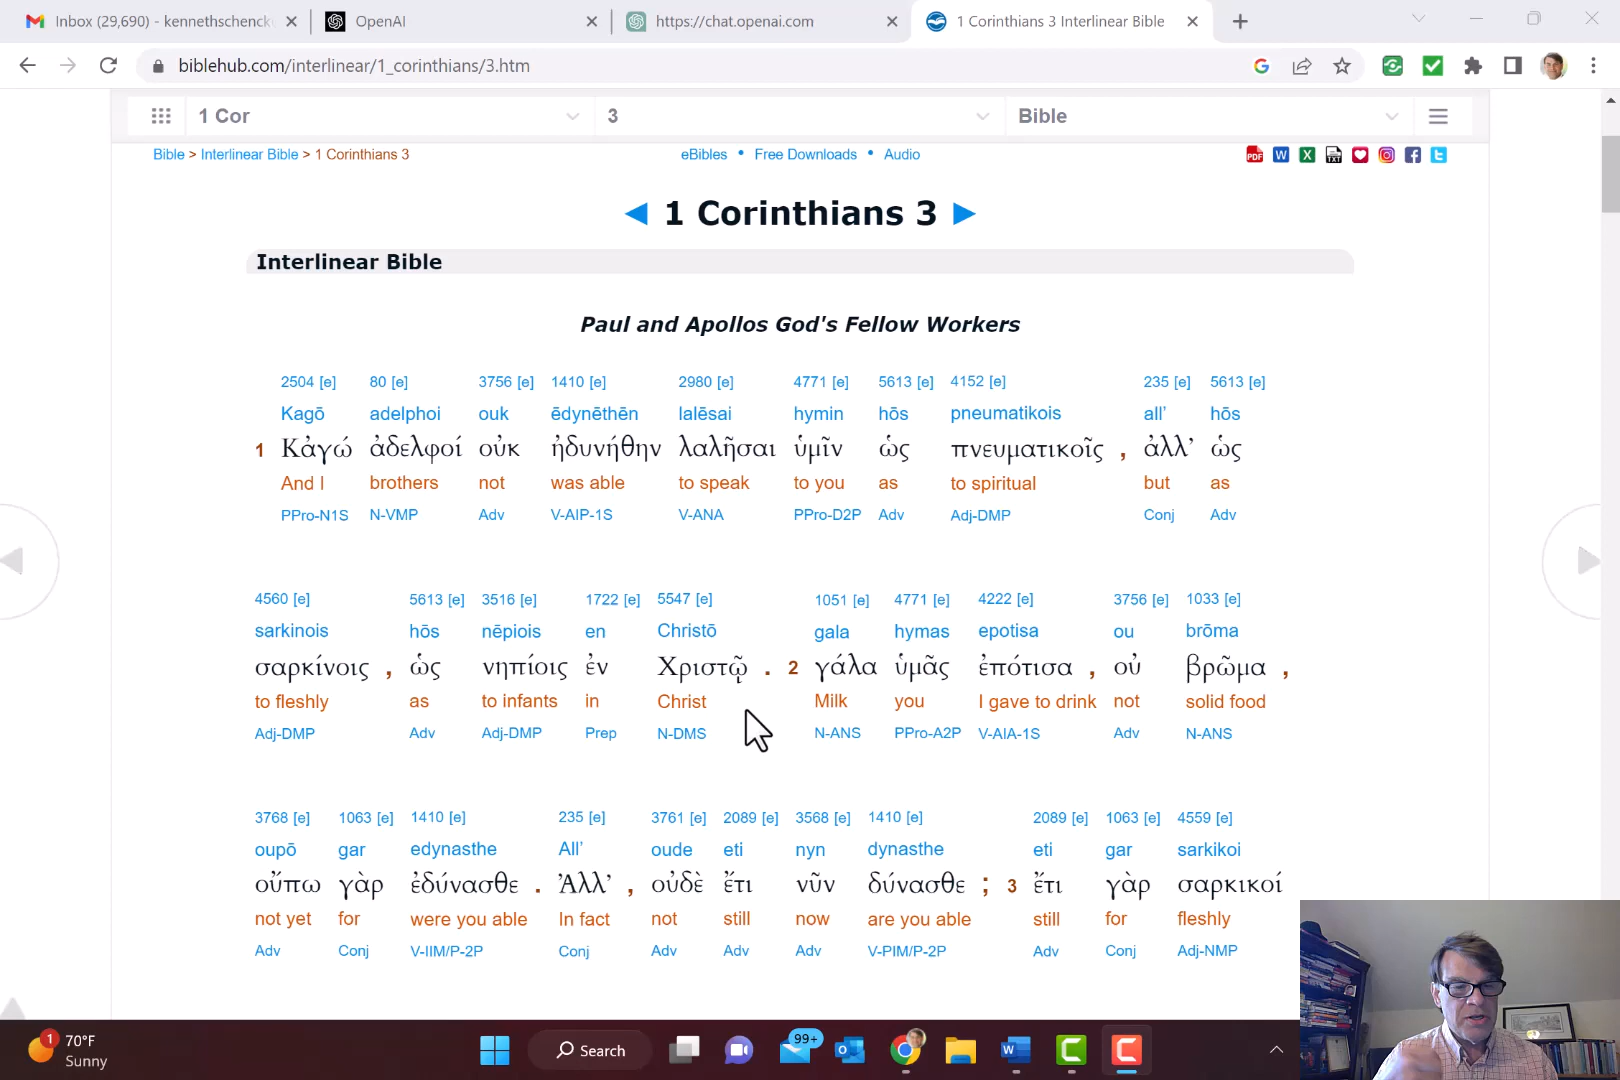 Inbox (29,690) - kennethschenck
OpenAI
https://chat.openai.com
1 Corinthians 3 Interlinear Bible
biblehub.com/interlinear/1_corinthians/3.htm
1 Cor 3 Bible
Bible > Interlinear Bible > 1 Corinthians 3
eBibles • Free Downloads • Audio
◄ 1 Corinthians 3 ►
Interlinear Bible
Paul and Apollos God's Fellow Workers
2504 [e] 80 [e] 3756 [e] 1410 [e] 2980 [e] 4771 [e] 5613 [e] 4152 [e] 235 [e] 5613 [e]
Kagō adelphoi ouk ēdynēthēn lalēsai hymin hōs pneumatikois all' hōs
1 Κἀγώ ἀδελφοί οὐκ ἠδυνήθην λαλῆσαι ὑμῖν ὡς πνευματικοῖς , ἀλλ' ὡς
And I brothers not was able to speak to you as to spiritual but as
PPro-N1S N-VMP Adv V-AIP-1S V-ANA PPro-D2P Adv Adj-DMP Conj Adv
4560 [e] 5613 [e] 3516 [e] 1722 [e] 5547 [e] 1051 [e] 4771 [e] 4222 [e] 3756 [e] 1033 [e]
sarkinois hōs nēpiois en Christō gala hymas epotisa ou brōma
σαρκίνοις , ὡς νηπίοις ἐν Χριστῷ . 2 γάλα ὑμᾶς ἐπότισα , οὐ βρῶμα ,
to fleshly as to infants in Christ Milk you I gave to drink not solid food
Adj-DMP Adv Adj-DMP Prep N-DMS N-ANS PPro-A2P V-AIA-1S Adv N-ANS
3768 [e] 1063 [e] 1410 [e] 235 [e] 3761 [e] 2089 [e] 3568 [e] 1410 [e] 2089 [e] 1063 [e] 4559 [e]
oupō gar edynasthe All' oude eti nyn dynasthe eti gar sarkikoi
οὔπω γὰρ ἐδύνασθε . Ἀλλ' , οὐδὲ ἔτι νῦν δύνασθε ; 3 ἔτι γὰρ σαρκικοί
not yet for were you able In fact not still now are you able still for fleshly
Adv Conj V-IIM/P-2P Conj Adv Adv Adv V-PIM/P-2P Adv Conj Adj-NMP
1 70°F
Sunny
Search
99+